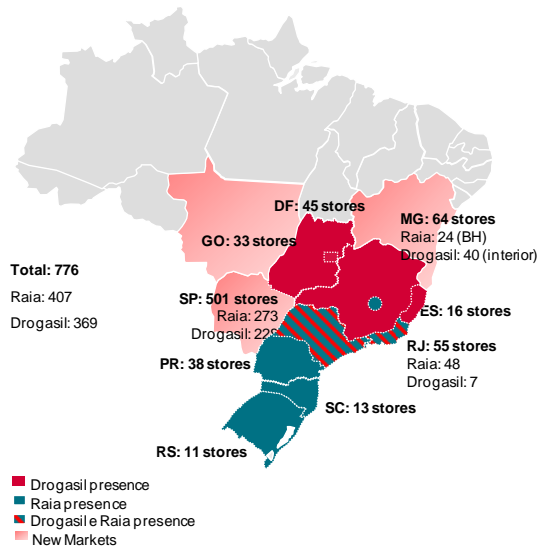 DF: 45 stores
MG: 64 stores
Raia: 24 (BH)
Drogasil: 40 (interior)
GO: 33 stores
Total: 776
Raia: 407
Drogasil: 369
SP: 501 stores
Raia: 273
Drogasil: 229
ES: 16 stores
RJ: 55 stores
Raia: 48
Drogasil: 7
PR: 38 stores
SC: 13 stores
RS: 11 stores
Drogasil presence
Raia presence
Drogasil e Raia presence
New Markets